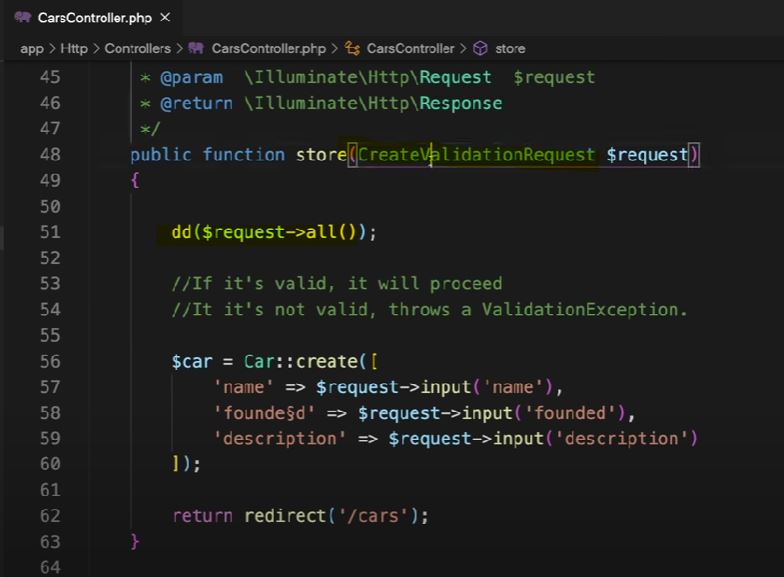 CarsController.php ×
app > Http > Controllers > CarsController.php > CarsController > store
45 * @param \Illuminate\Http\Request $request
46 * @return \Illuminate\Http\Response
47 */
48 public function store(CreateValidationRequest $request)
49 {
50
51 dd($request->all());
52
53 //If it's valid, it will proceed
54 //It it's not valid, throws a ValidationException.
55
56 $car = Car::create([
57 'name' => $request->input('name'),
58 'founde§d' => $request->input('founded'),
59 'description' => $request->input('description')
60 ]);
61
62 return redirect('/cars');
63 }
64